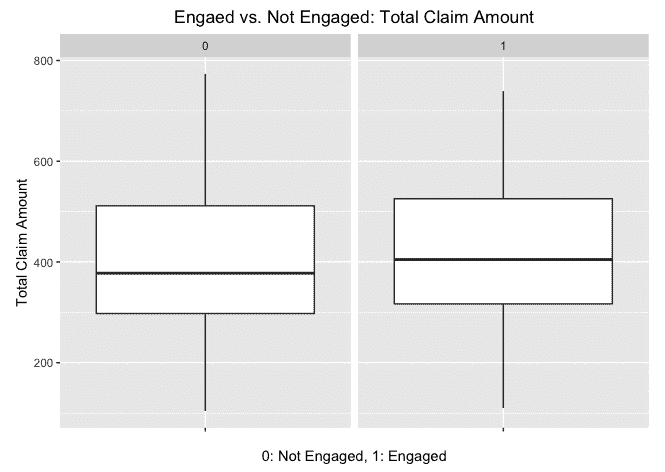 Engaed vs. Not Engaged: Total Claim Amount
0
1
800
600
400
200
Total Claim Amount
0: Not Engaged, 1: Engaged